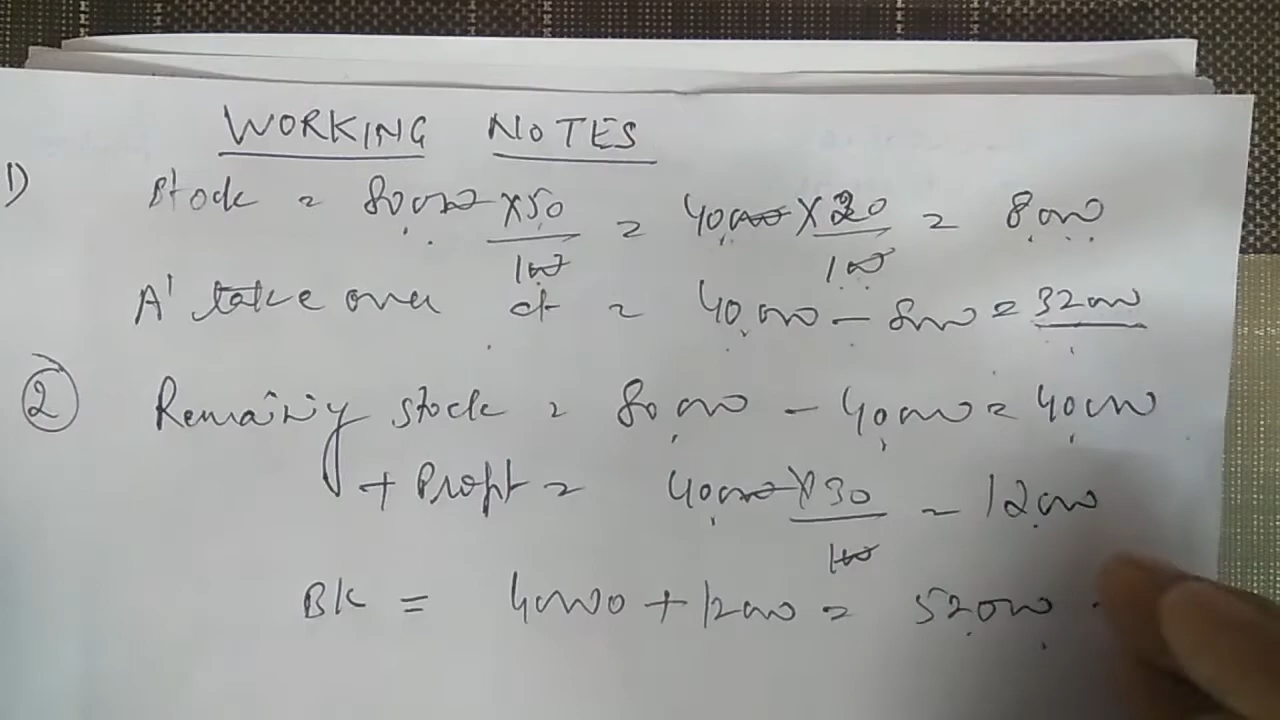 WORKING NOTES
1) Stock = 80000 × 50 / 100 = 40000 × 20 / 100 = 8000
A' take over at = 40000 – 8000 = 32000
② Remaining stock = 80000 – 40000 = 40000
+ Profit = 40000 × 30 / 100 = 12000
BK = 40000 + 12000 = 52000